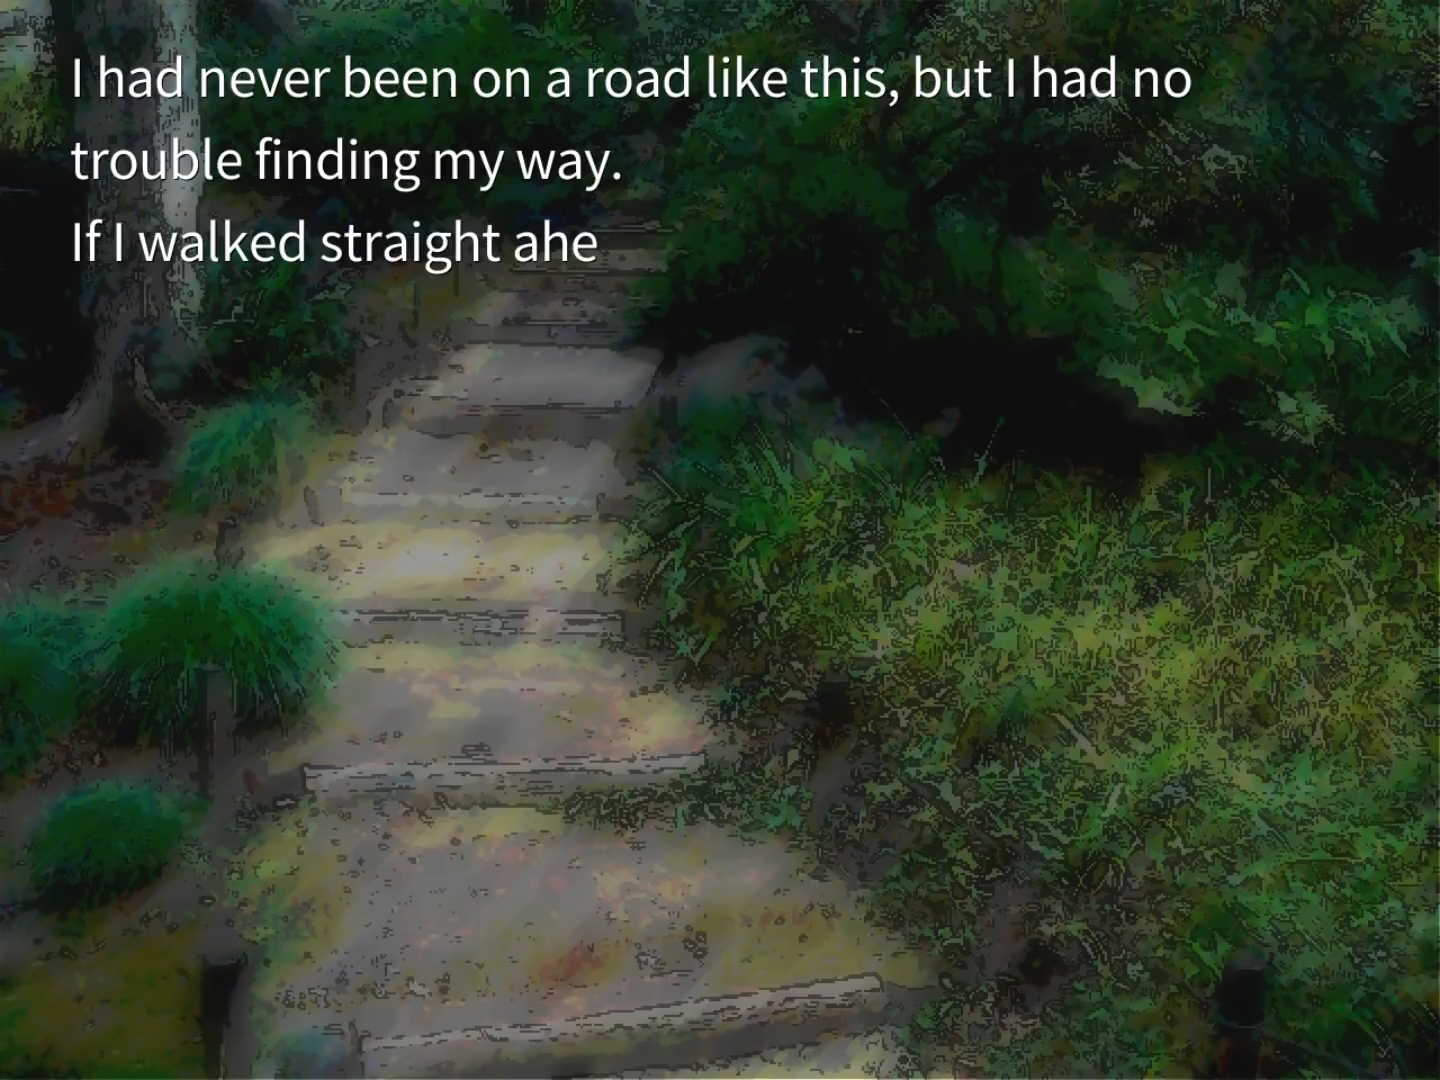 I had never been on a road like this, but I had no
trouble finding my way.
If I walked straight ahe